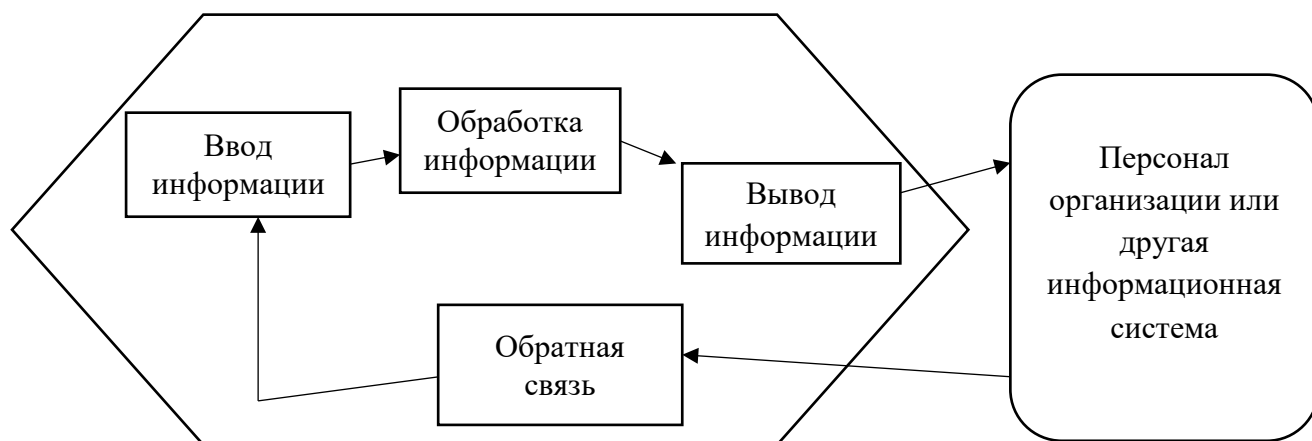 Ввод
информации
Обработка
информации
Вывод
информации
Обратная
связь
Персонал
организации или
другая
информационная
система